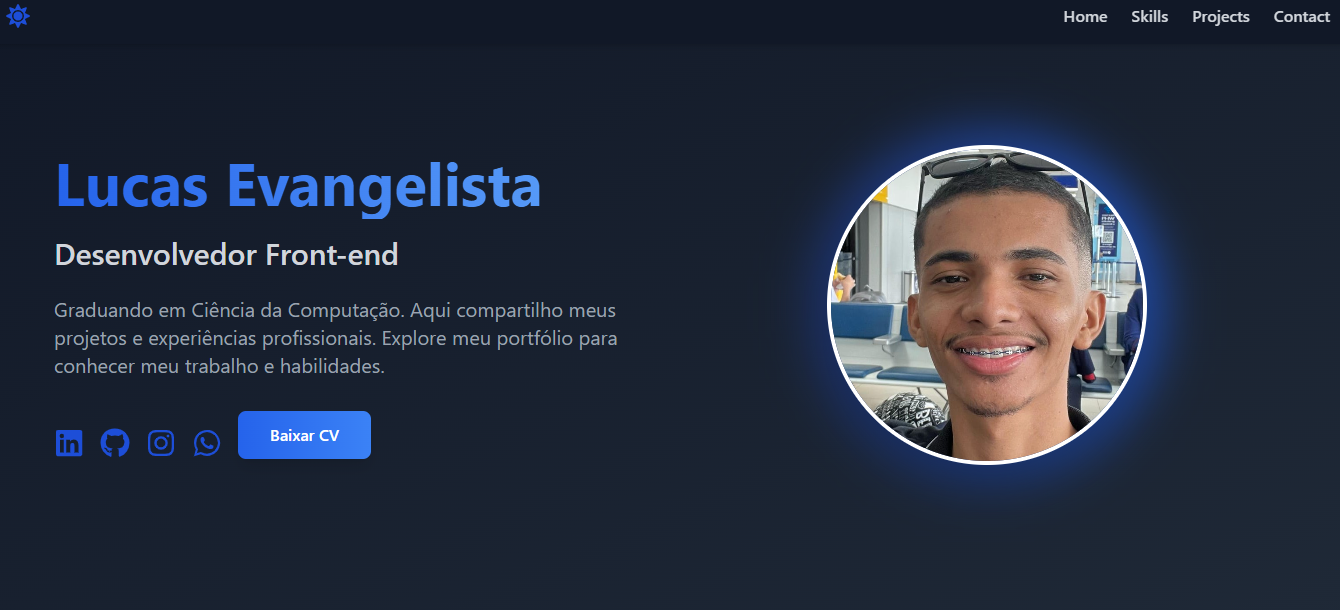 Home Skills Projects Contact
Lucas Evangelista
Desenvolvedor Front-end
Graduando em Ciência da Computação. Aqui compartilho meus
projetos e experiências profissionais. Explore meu portfólio para
conhecer meu trabalho e habilidades.
in
Baixar CV